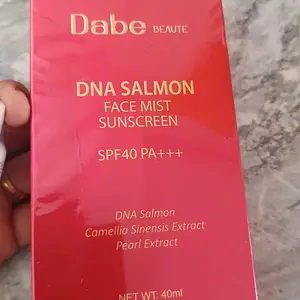 Dabe BEAUTE
DNA SALMON
FACE MIST
SUNSCREEN
SPF40 PA+++
DNA Salmon
Camellia Sinensis Extract
Pearl Extract
NET WT: 40ml